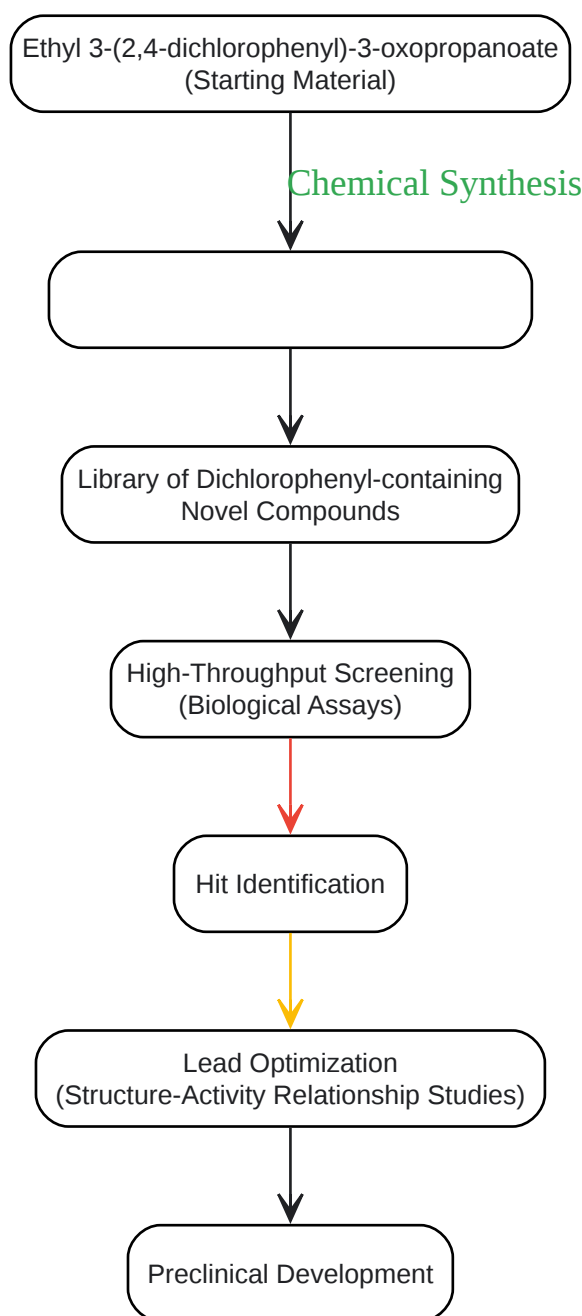 Ethyl 3-(2,4-dichlorophenyl)-3-oxopropanoate
(Starting Material)
Chemical Synthesis
Library of Dichlorophenyl-containing
Novel Compounds
High-Throughput Screening
(Biological Assays)
Hit Identification
Lead Optimization
(Structure-Activity Relationship Studies)
Preclinical Development